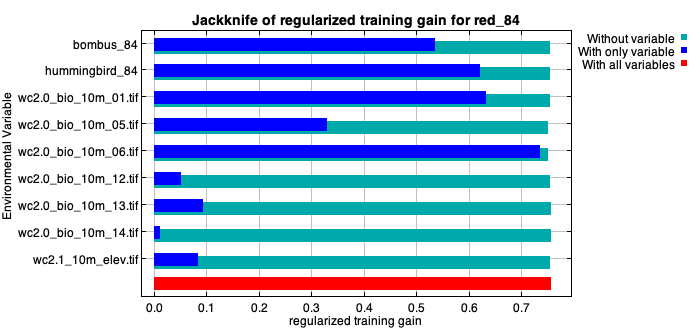 Jackknife of regularized training gain for red_84
Without variable
With only variable
With all variables
Environmental Variable
bombus_84
hummingbird_84
wc2.0_bio_10m_01.tif
wc2.0_bio_10m_05.tif
wc2.0_bio_10m_06.tif
wc2.0_bio_10m_12.tif
wc2.0_bio_10m_13.tif
wc2.0_bio_10m_14.tif
wc2.1_10m_elev.tif
0.0 0.1 0.2 0.3 0.4 0.5 0.6 0.7
regularized training gain